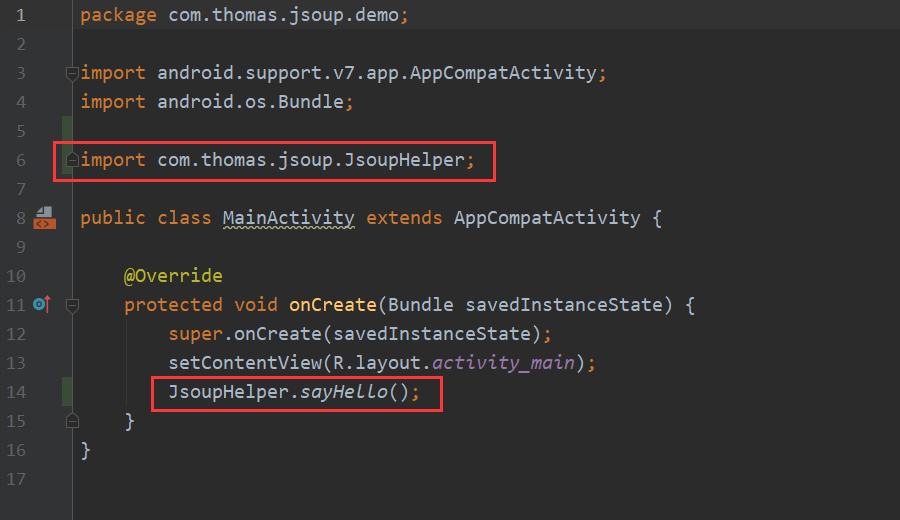 1 package com.thomas.jsoup.demo;
2
3 import android.support.v7.app.AppCompatActivity;
4 import android.os.Bundle;
5
6 import com.thomas.jsoup.JsoupHelper;
7
8 public class MainActivity extends AppCompatActivity {
9
10 @Override
11 protected void onCreate(Bundle savedInstanceState) {
12 super.onCreate(savedInstanceState);
13 setContentView(R.layout.activity_main);
14 JsoupHelper.sayHello();
15 }
16 }
17